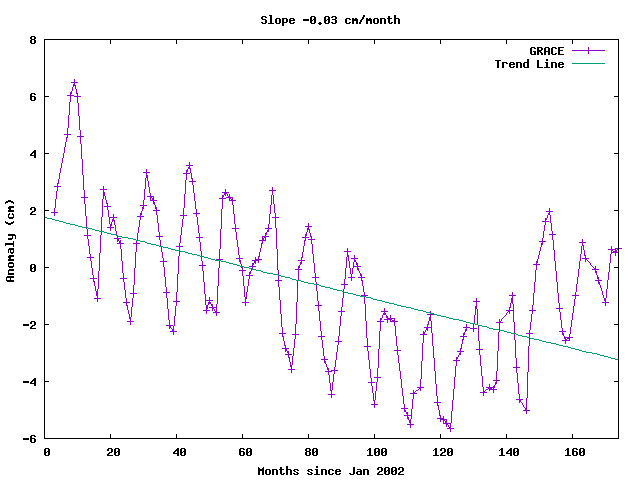 Slope -0.03 cm/month
GRACE
Trend Line
8
6
4
2
0
-2
-4
-6
Anomaly (cm)
0 20 40 60 80 100 120 140 160
Months since Jan 2002